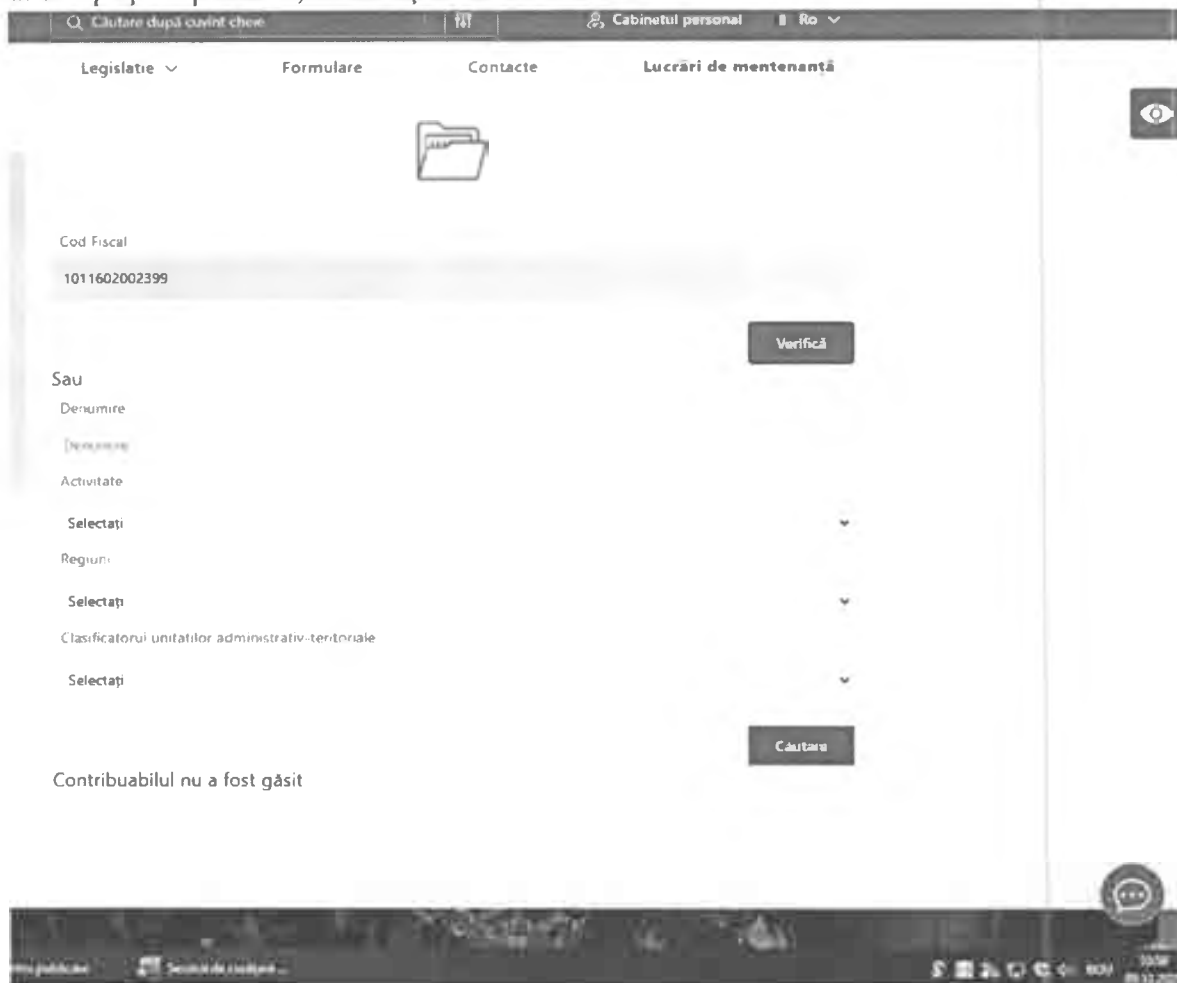 Căutare după cuvint cheie
Cabinetul personal Ro
Legislatie Formulare Contacte Lucrări de mentenanță
Cod Fiscal
1011602002399
Verifică
Sau
Denumire
Denumire
Activitate
Selectați
Regiuni
Selectați
Clasificatorul unitatilor administrativ-teritoriale
Selectați
Căutare
Contribuabilul nu a fost găsit